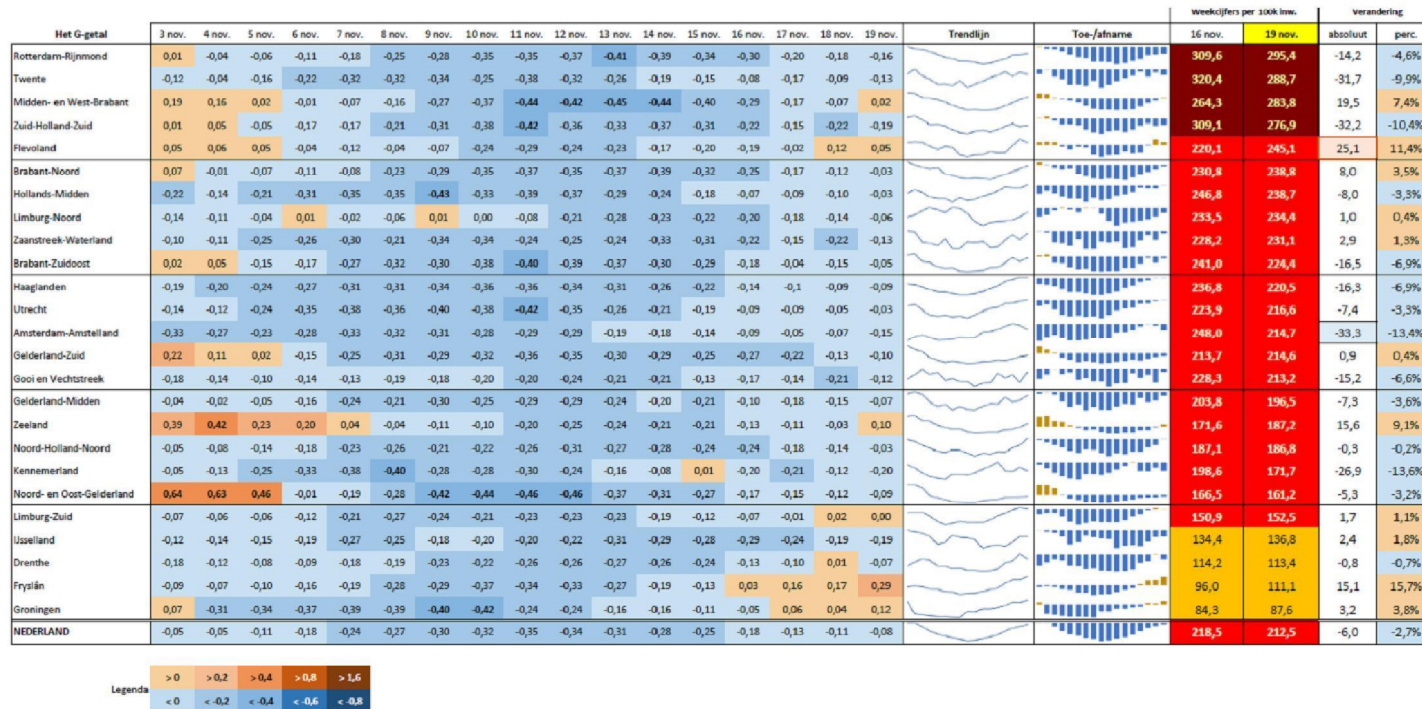 Weekcijfers per 100k inw. verandering
Het G-getal 3 nov. 4 nov. 5 nov. 6 nov. 7 nov. 8 nov. 9 nov. 10 nov. 11 nov. 12 nov. 13 nov. 14 nov. 15 nov. 16 nov. 17 nov. 18 nov. 19 nov. Trendlijn Toe-/afname 16 nov. 19 nov. absoluut perc.
Rotterdam-Rijnmond 0,01 -0,04 -0,06 -0,11 -0,18 -0,25 -0,28 -0,35 -0,35 -0,37 -0,41 -0,39 -0,34 -0,30 -0,20 -0,18 -0,16 309,6 295,4 -14,2 -4,6%
Twente -0,12 -0,04 -0,16 -0,22 -0,32 -0,32 -0,34 -0,25 -0,38 -0,32 -0,26 -0,19 -0,15 -0,08 -0,17 -0,09 -0,13 320,4 288,7 -31,7 -9,9%
Midden- en West-Brabant 0,19 0,16 0,02 -0,01 -0,07 -0,16 -0,27 -0,37 -0,44 -0,42 -0,45 -0,44 -0,40 -0,29 -0,17 -0,07 0,02 264,3 283,8 19,5 7,4%
Zuid-Holland-Zuid 0,01 0,05 -0,05 -0,17 -0,17 -0,21 -0,31 -0,38 -0,42 -0,36 -0,33 -0,37 -0,31 -0,22 -0,15 -0,22 -0,19 309,1 276,9 -32,2 -10,4%
Flevoland 0,05 0,06 0,05 -0,04 -0,12 -0,04 -0,07 -0,24 -0,29 -0,24 -0,23 -0,17 -0,20 -0,19 -0,02 0,12 0,05 220,1 245,1 25,1 11,4%
Brabant-Noord 0,07 -0,01 -0,07 -0,11 -0,08 -0,23 -0,29 -0,35 -0,37 -0,35 -0,37 -0,39 -0,32 -0,25 -0,17 -0,12 -0,03 230,8 238,8 8,0 3,5%
Hollands-Midden -0,22 -0,14 -0,21 -0,31 -0,35 -0,35 -0,43 -0,33 -0,39 -0,37 -0,29 -0,24 -0,18 -0,07 -0,09 -0,10 -0,03 246,8 238,7 -8,0 -3,3%
Limburg-Noord -0,14 -0,11 -0,04 0,01 -0,02 -0,06 0,01 0,00 -0,08 -0,21 -0,28 -0,23 -0,22 -0,20 -0,18 -0,14 -0,06 233,5 234,4 1,0 0,4%
Zaanstreek-Waterland -0,10 -0,11 -0,25 -0,26 -0,30 -0,21 -0,34 -0,34 -0,24 -0,25 -0,24 -0,33 -0,31 -0,22 -0,15 -0,22 -0,13 228,2 231,1 2,9 1,3%
Brabant-Zuidoost 0,02 0,05 -0,15 -0,17 -0,27 -0,32 -0,30 -0,38 -0,40 -0,39 -0,37 -0,30 -0,29 -0,18 -0,04 -0,15 -0,05 241,0 224,4 -16,5 -6,9%
Haaglanden -0,19 -0,20 -0,24 -0,27 -0,31 -0,31 -0,34 -0,36 -0,36 -0,34 -0,31 -0,26 -0,22 -0,14 -0,1 -0,09 -0,09 236,8 220,5 -16,3 -6,9%
Utrecht -0,14 -0,12 -0,24 -0,35 -0,38 -0,36 -0,40 -0,38 -0,42 -0,35 -0,26 -0,21 -0,19 -0,09 -0,09 -0,05 -0,03 223,9 216,6 -7,4 -3,3%
Amsterdam-Amstelland -0,33 -0,27 -0,23 -0,28 -0,33 -0,32 -0,31 -0,28 -0,29 -0,29 -0,19 -0,18 -0,14 -0,09 -0,05 -0,07 -0,15 248,0 214,7 -33,3 -13,4%
Gelderland-Zuid 0,22 0,11 0,02 -0,15 -0,25 -0,31 -0,29 -0,32 -0,36 -0,35 -0,30 -0,29 -0,25 -0,27 -0,22 -0,13 -0,10 213,7 214,6 0,9 0,4%
Gooi en Vechtstreek -0,18 -0,14 -0,10 -0,14 -0,13 -0,19 -0,18 -0,20 -0,20 -0,24 -0,21 -0,21 -0,13 -0,17 -0,14 -0,21 -0,12 228,3 213,2 -15,2 -6,6%
Gelderland-Midden -0,04 -0,02 -0,05 -0,16 -0,24 -0,21 -0,30 -0,25 -0,29 -0,29 -0,24 -0,20 -0,21 -0,10 -0,18 -0,15 -0,07 203,8 196,5 -7,3 -3,6%
Zeeland 0,39 0,42 0,23 0,20 0,04 -0,04 -0,11 -0,10 -0,20 -0,25 -0,24 -0,21 -0,21 -0,13 -0,11 -0,03 0,10 171,6 187,2 15,6 9,1%
Noord-Holland-Noord -0,05 -0,08 -0,14 -0,18 -0,23 -0,26 -0,21 -0,22 -0,26 -0,31 -0,27 -0,28 -0,24 -0,24 -0,18 -0,14 -0,03 187,1 186,8 -0,3 -0,2%
Kennemerland -0,05 -0,13 -0,25 -0,33 -0,38 -0,40 -0,28 -0,28 -0,30 -0,24 -0,16 -0,08 0,01 -0,20 -0,21 -0,12 -0,20 198,6 171,7 -26,9 -13,6%
Noord- en Oost-Gelderland 0,64 0,63 0,46 -0,01 -0,19 -0,28 -0,42 -0,44 -0,46 -0,46 -0,37 -0,31 -0,27 -0,17 -0,15 -0,12 -0,09 166,5 161,2 -5,3 -3,2%
Limburg-Zuid -0,07 -0,06 -0,06 -0,12 -0,21 -0,27 -0,24 -0,21 -0,23 -0,23 -0,23 -0,19 -0,12 -0,07 -0,01 0,02 0,00 150,9 152,5 1,7 1,1%
IJsselland -0,12 -0,14 -0,15 -0,19 -0,27 -0,25 -0,18 -0,20 -0,20 -0,22 -0,31 -0,29 -0,28 -0,29 -0,24 -0,19 -0,19 134,4 136,8 2,4 1,8%
Drenthe -0,18 -0,12 -0,08 -0,09 -0,18 -0,19 -0,23 -0,22 -0,26 -0,26 -0,27 -0,26 -0,24 -0,13 -0,10 0,01 -0,07 114,2 113,4 -0,8 -0,7%
Fryslân -0,09 -0,07 -0,10 -0,16 -0,19 -0,28 -0,29 -0,37 -0,34 -0,33 -0,27 -0,19 -0,13 0,03 0,16 0,17 0,29 96,0 111,1 15,1 15,7%
Groningen 0,07 -0,31 -0,34 -0,37 -0,39 -0,39 -0,40 -0,42 -0,24 -0,24 -0,16 -0,16 -0,11 -0,05 0,06 0,04 0,12 84,3 87,6 3,2 3,8%
NEDERLAND -0,05 -0,05 -0,11 -0,18 -0,24 -0,27 -0,30 -0,32 -0,35 -0,34 -0,31 -0,28 -0,25 -0,18 -0,13 -0,11 -0,08 218,5 212,5 -6,0 -2,7%
Legenda > 0 > 0,2 > 0,4 > 0,8 > 1,6
< 0 < -0,2 < -0,4 < -0,6 < -0,8